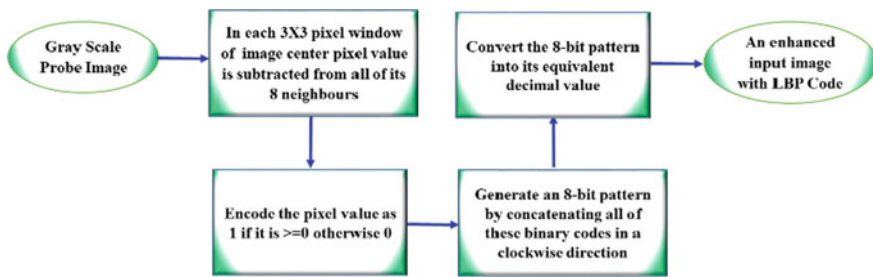 Gray Scale
Probe Image
In each 3X3 pixel window
of image center pixel value
is subtracted from all of its
8 neighbours
Encode the pixel value as
1 if it is >=0 otherwise 0
Generate an 8-bit pattern
by concatenating all of
these binary codes in a
clockwise direction
Convert the 8-bit pattern
into its equivalent
decimal value
An
enhanced
input image
with LBP Code